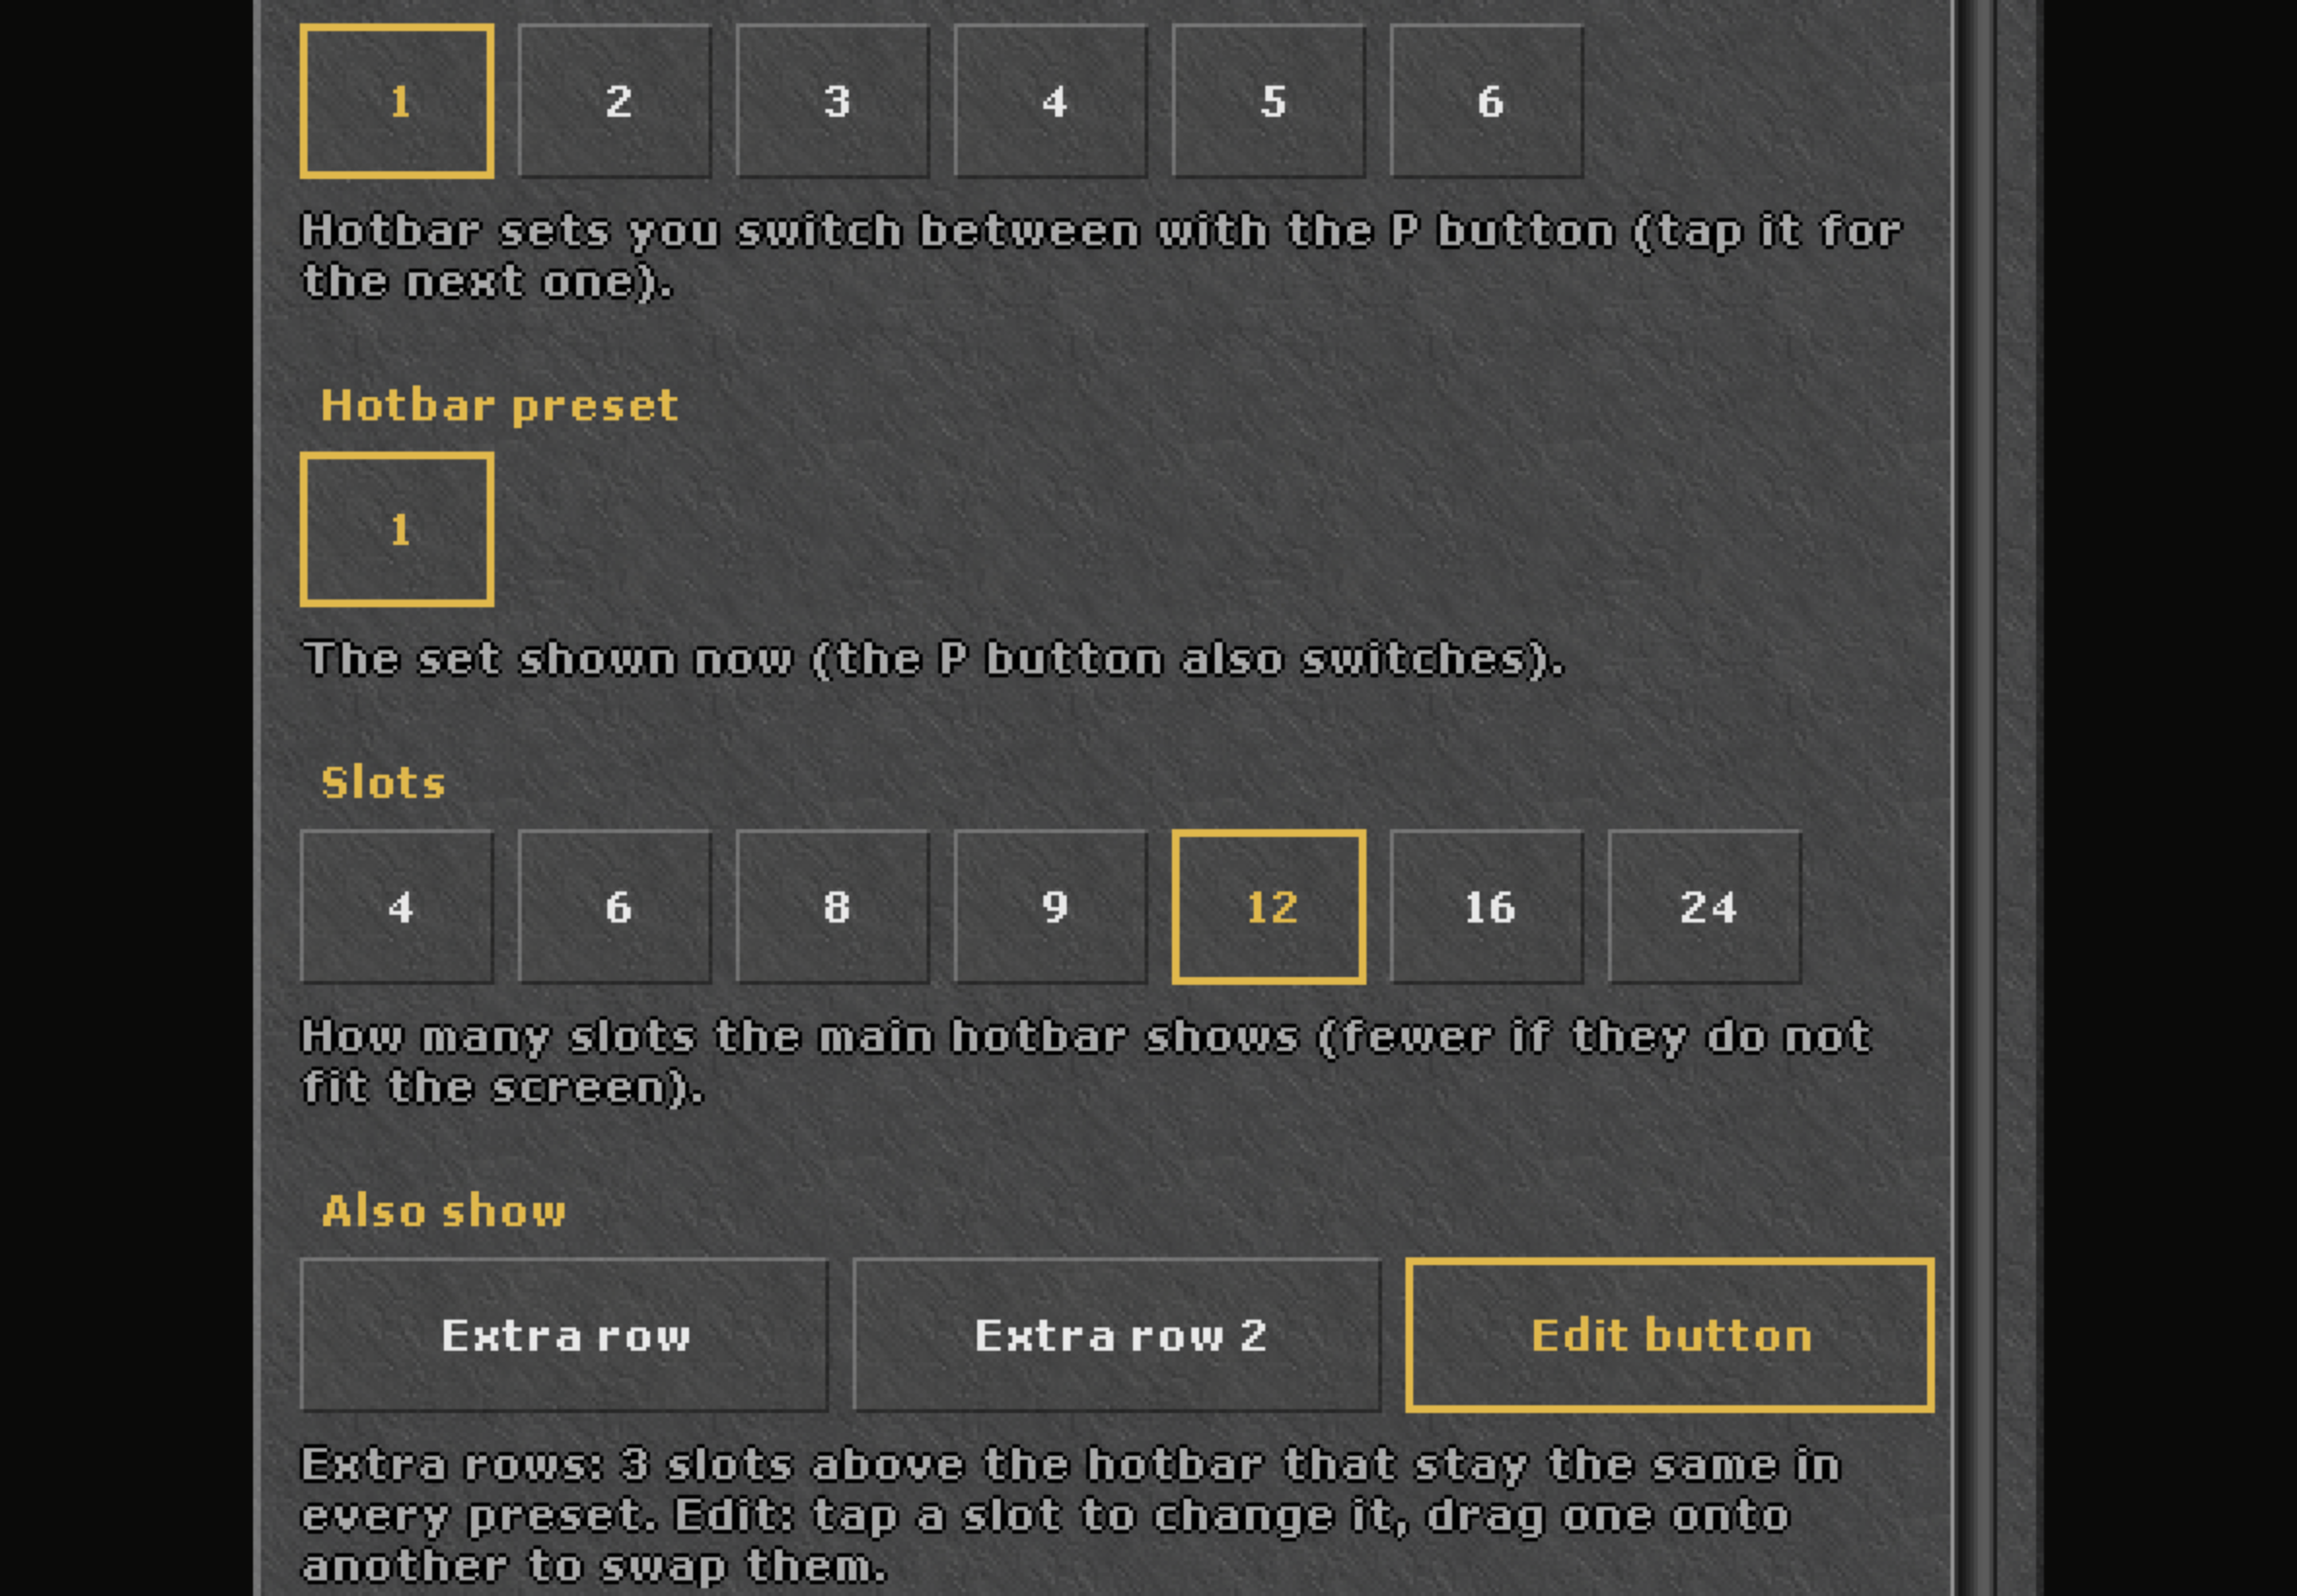 1 2 3 4 5 6
Hotbar sets you switch between with the P button (tap it for
the next one).
Hotbar preset
1
The set shown now (the P button also switches).
Slots
4 6 8 9 12 16 24
How many slots the main hotbar shows (fewer if they do not
fit the screen).
Also show
Extra row Extra row 2 Edit button
Extra rows: 3 slots above the hotbar that stay the same in
every preset. Edit: tap a slot to change it, drag one onto
another to swap them.